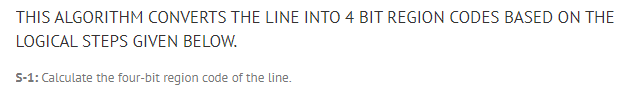 THIS ALGORITHM CONVERTS THE LINE INTO 4 BIT REGION CODES BASED ON THE
LOGICAL STEPS GIVEN BELOW.
S-1: Calculate the four-bit region code of the line.